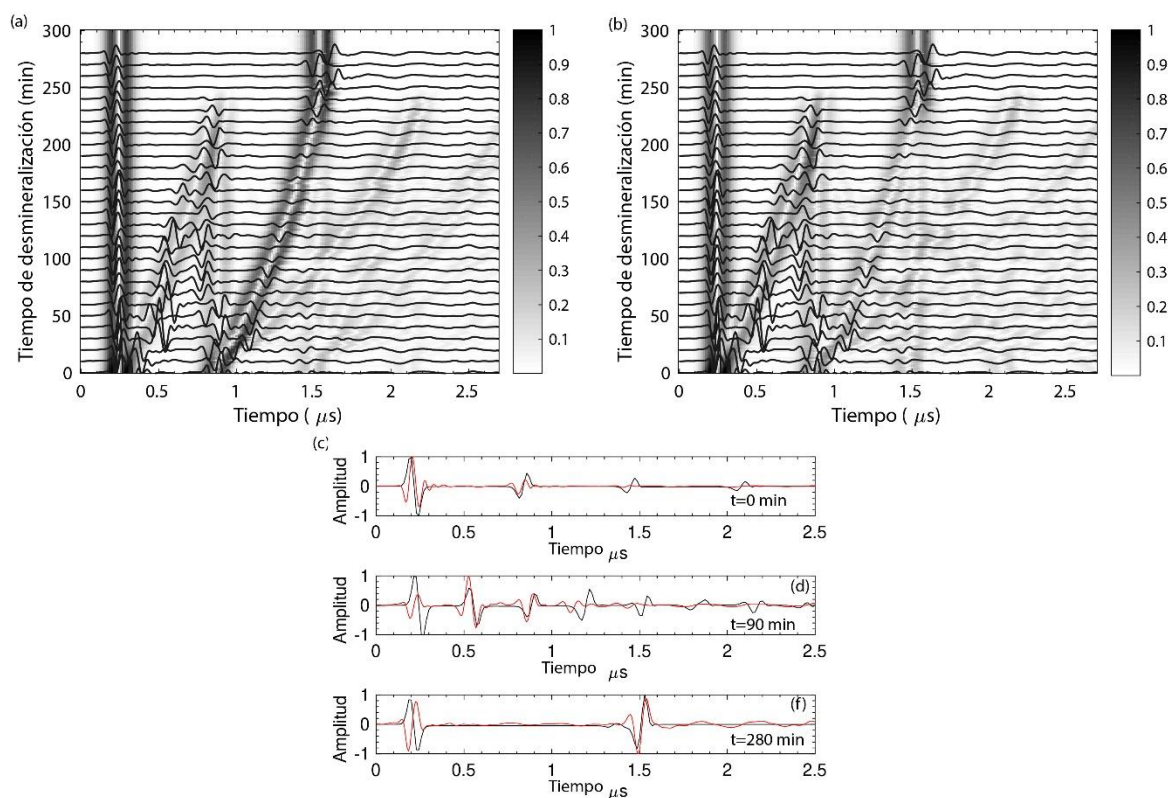 (a)
Tiempo de desmineralización (min)
300
250
200
150
100
50
0
0 0.5 1 1.5 2 2.5
Tiempo ( μs)
1
0.9
0.8
0.7
0.6
0.5
0.4
0.3
0.2
0.1
(b)
Tiempo de desmineralización (min)
300
250
200
150
100
50
0
0 0.5 1 1.5 2 2.5
Tiempo ( μs)
1
0.9
0.8
0.7
0.6
0.5
0.4
0.3
0.2
0.1
(c)
Amplitud
1
0
-1
t=0 min
0 0.5 1 1.5 2 2.5
Tiempo μs
(d)
Amplitud
1
0
-1
t=90 min
0 0.5 1 1.5 2 2.5
Tiempo μs
(f)
Amplitud
1
0
-1
t=280 min
0 0.5 1 1.5 2 2.5
Tiempo μs